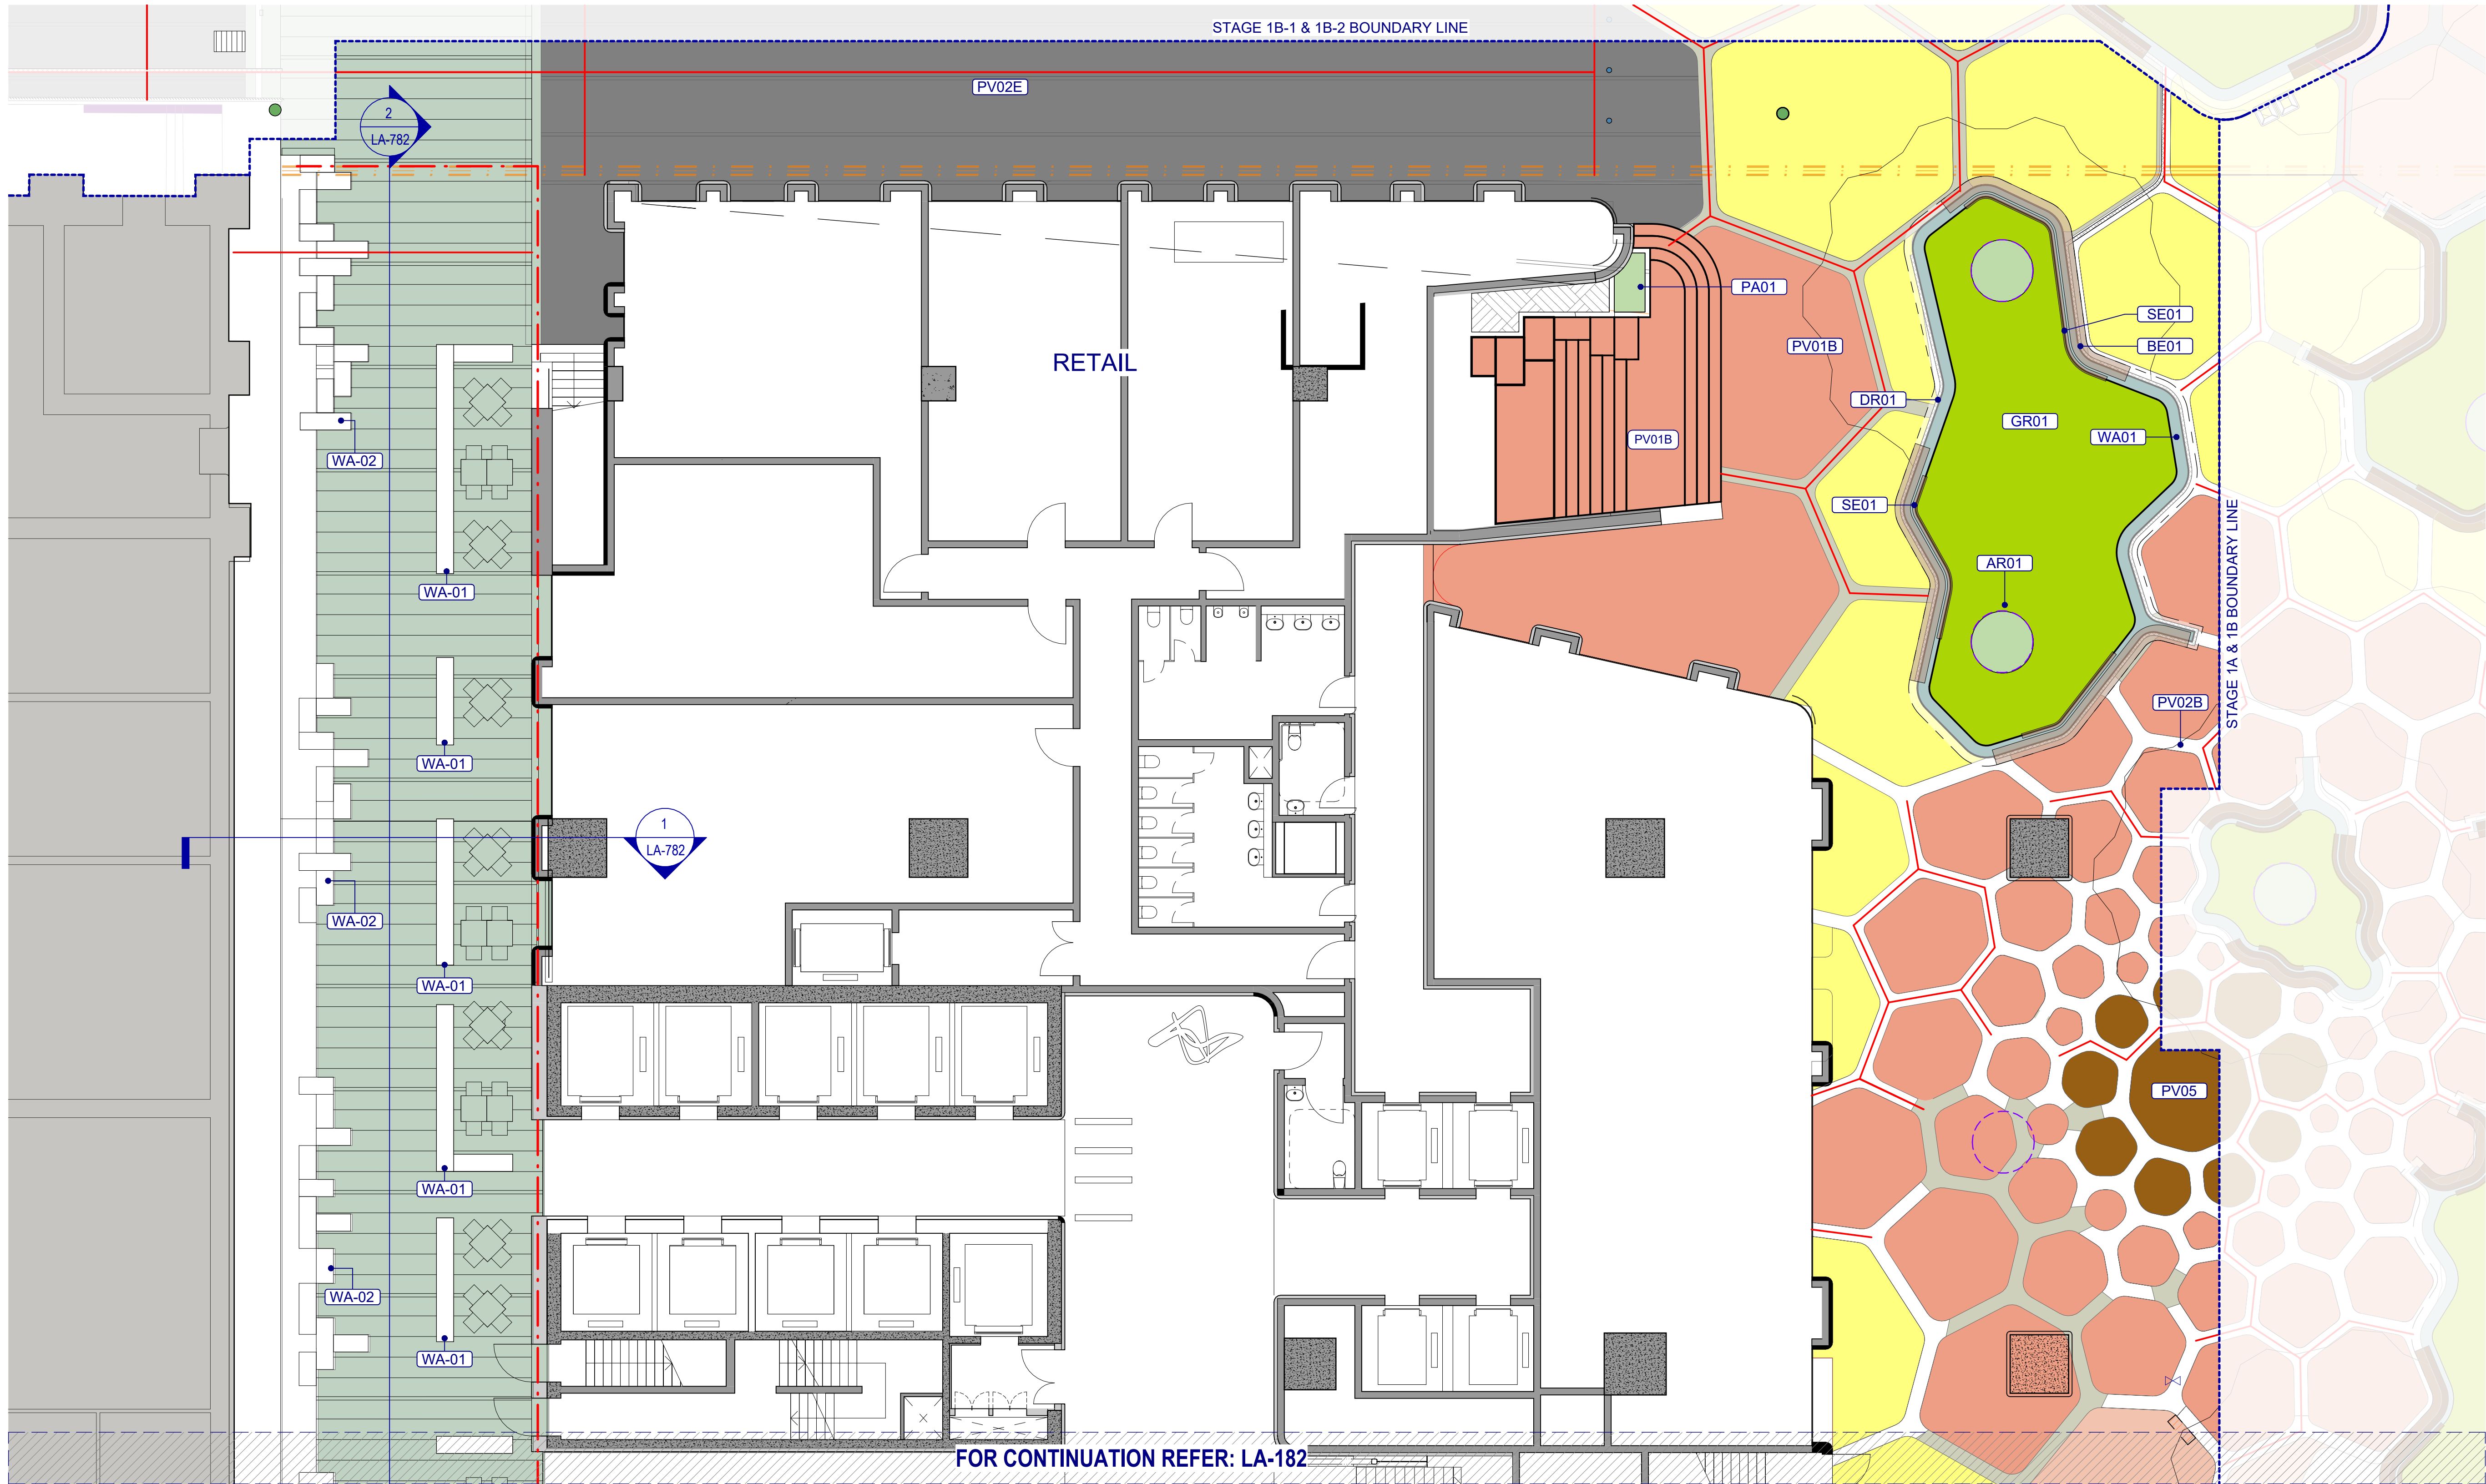 STAGE 1B-1 & 1B-2 BOUNDARY LINE
PV02E
2
LA-782
PA01
SE01
BE01
PV01B
RETAIL
DR01
GR01
WA01
PV01B
WA-02
SE01
STAGE 1A & 1B BOUNDARY LINE
AR01
WA-01
PV02B
WA-01
1
LA-782
WA-02
WA-01
PV05
WA-01
WA-02
WA-01
FOR CONTINUATION REFER: LA-182